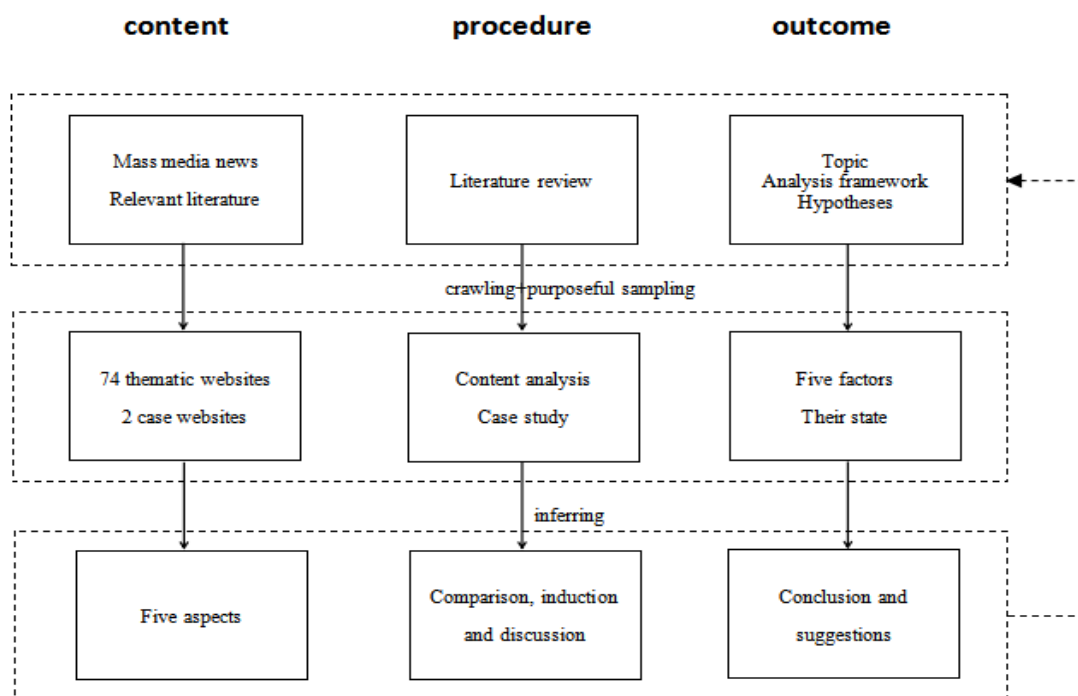 content procedure outcome
Mass media news
Relevant literature
Literature review
Topic
Analysis framework
Hypotheses
crawling+purposeful sampling
74 thematic websites
2 case websites
Content analysis
Case study
Five factors
Their state
inferring
Five aspects
Comparison, induction
and discussion
Conclusion and
suggestions